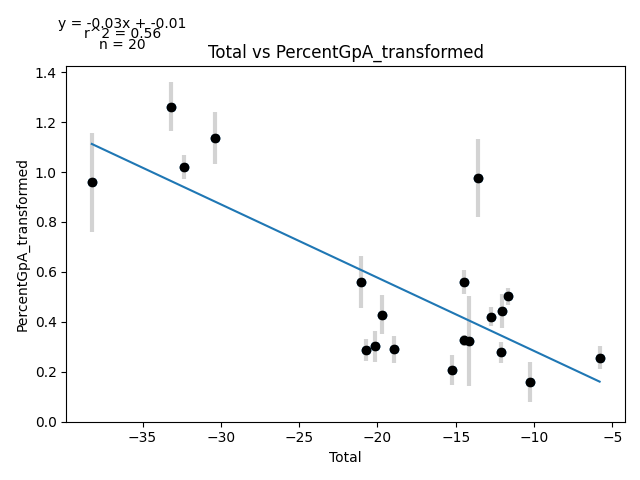 y = -0.03x + -0.01
r^2 = 0.56
n = 20
Total vs PercentGpA_transformed
PercentGpA_transformed
1.4
1.2
1.0
0.8
0.6
0.4
0.2
0.0
−35
−30
−25
−20
−15
−10
−5
Total